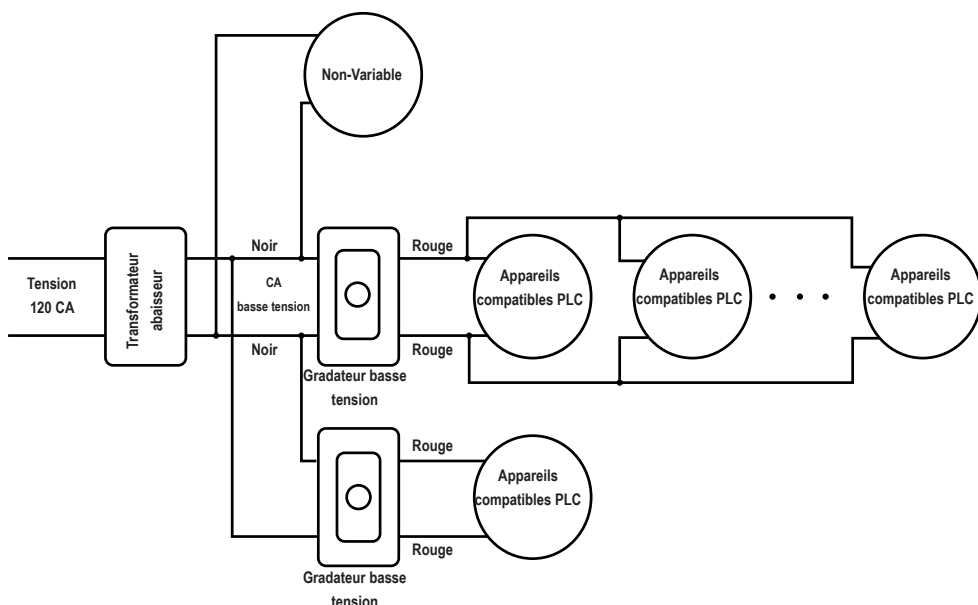 Non-Variable
Tension
120 CA
Transformateur
abaisseur
Noir
CA
basse tension
Noir
Rouge
Rouge
Gradateur basse
tension
Appareils
compatibles PLC
Appareils
compatibles PLC
Appareils
compatibles PLC
Rouge
Appareils
compatibles PLC
Rouge
Gradateur basse
tension